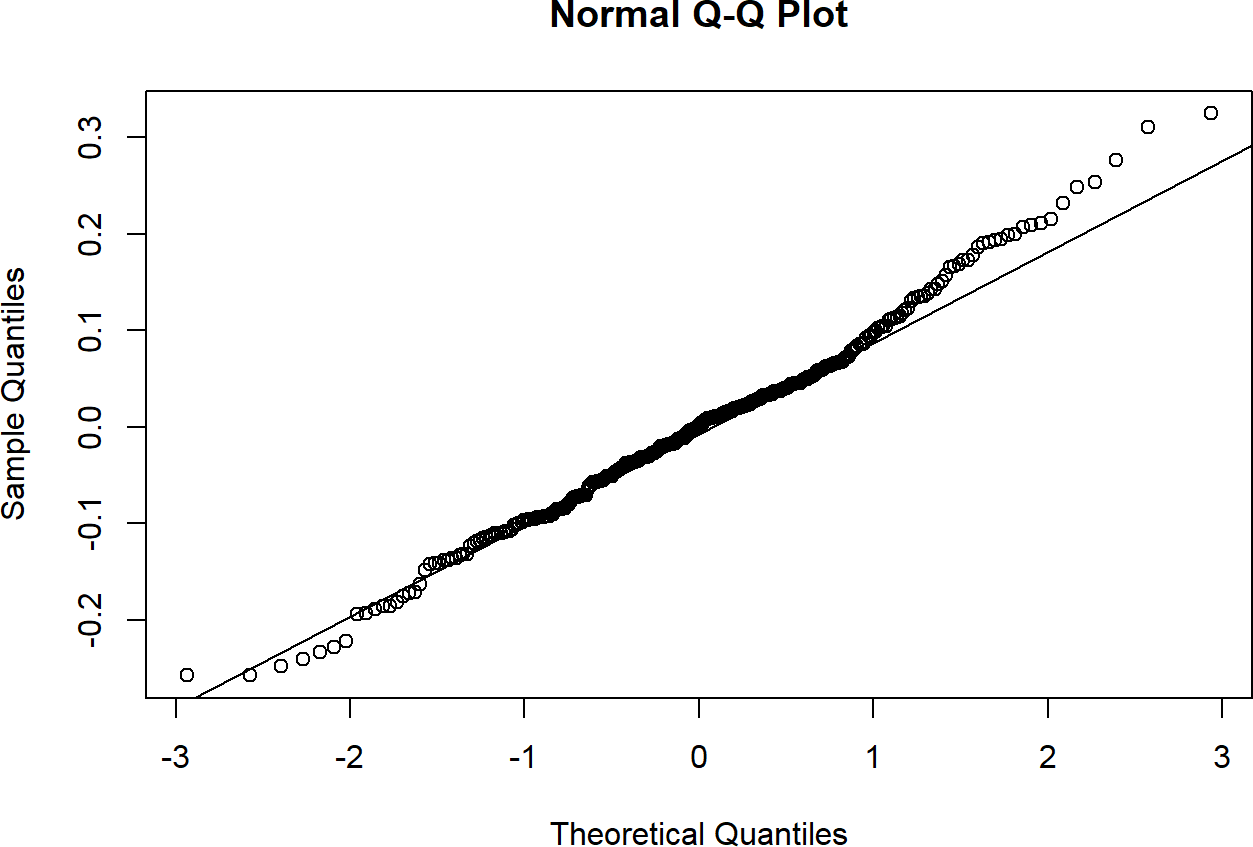 Normal Q-Q Plot
Sample Quantiles
0.3
0.2
0.1
0.0
-0.1
-0.2
-3 -2 -1 0 1 2 3
Theoretical Quantiles